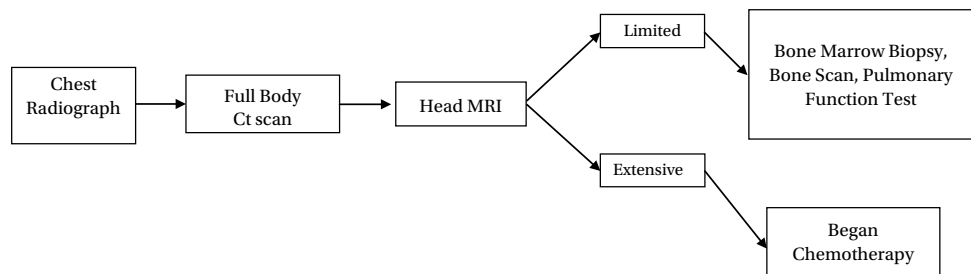 Chest
Radiograph
Full Body
Ct scan
Head MRI
Limited
Bone Marrow Biopsy,
Bone Scan, Pulmonary
Function Test
Extensive
Began
Chemotherapy